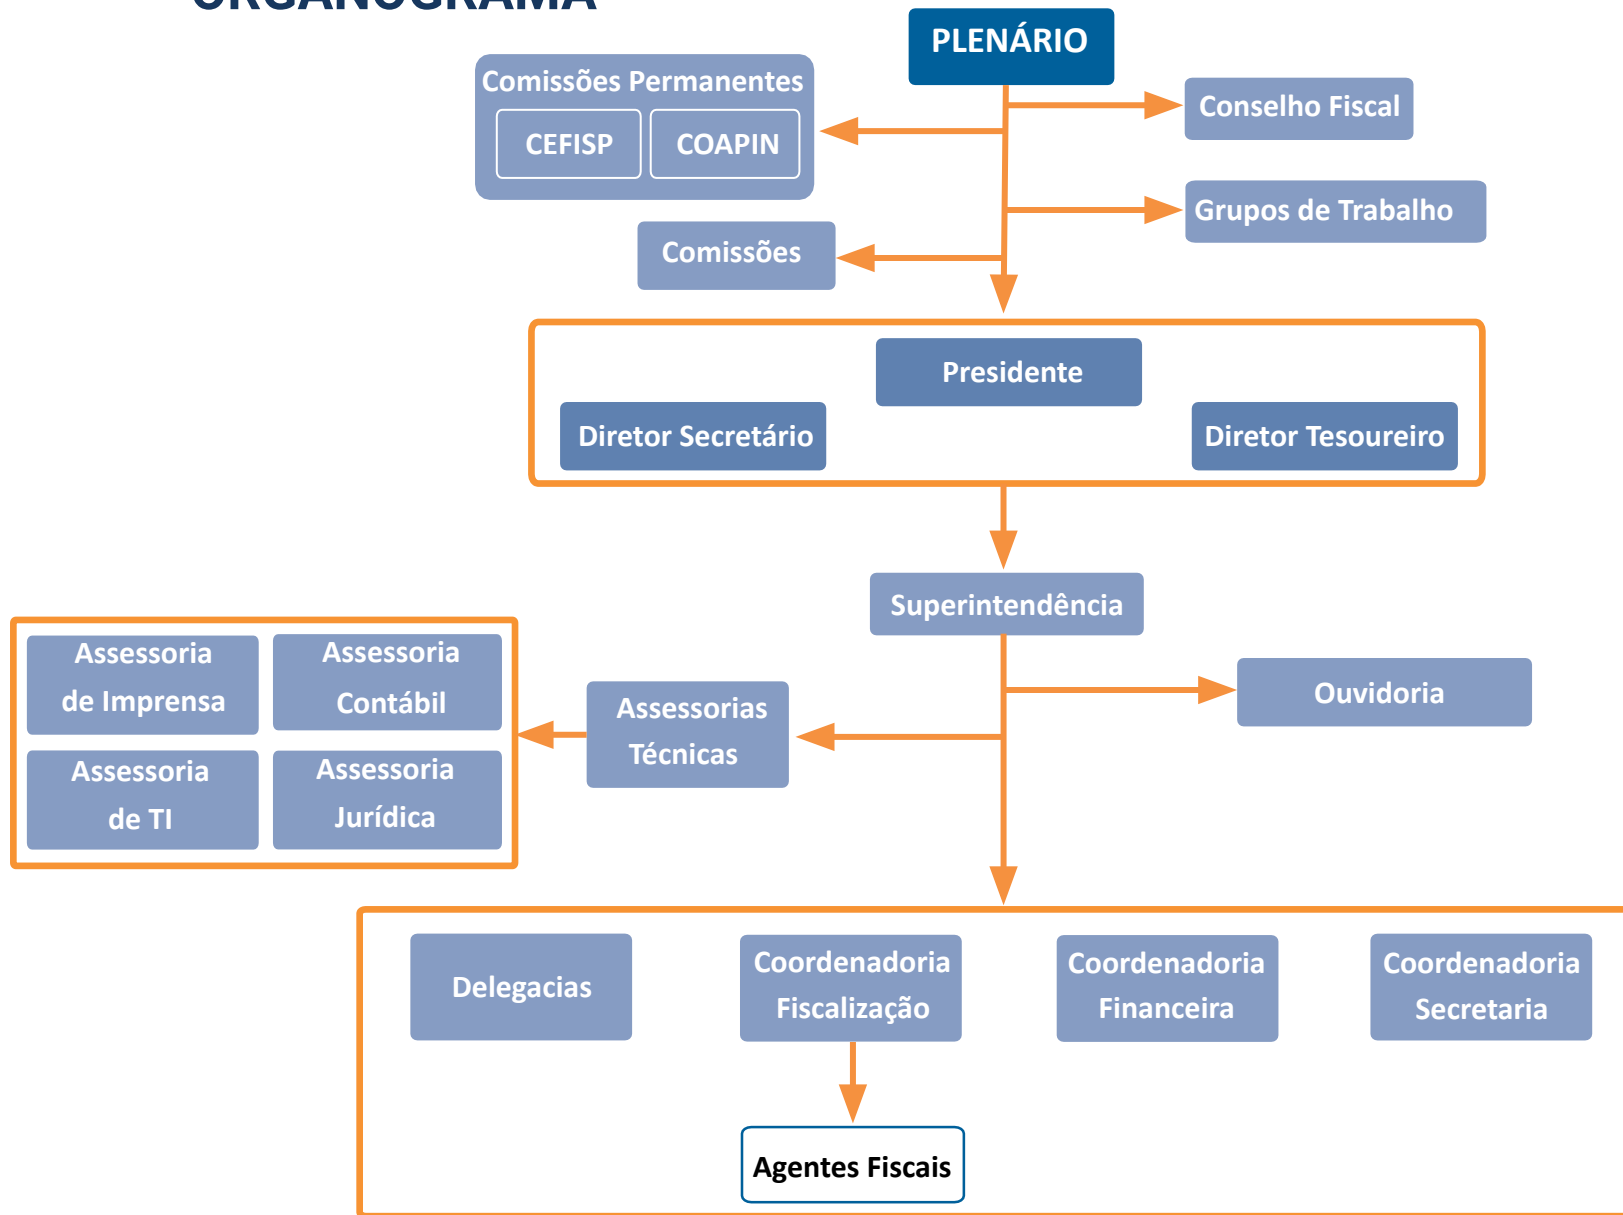 ORGANOGRAMA
PLENÁRIO
Comissões Permanentes
CEFISP
COAPIN
Conselho Fiscal
Grupos de Trabalho
Comissões
Presidente
Diretor Secretário
Diretor Tesoureiro
Superintendência
Assessoria
de Imprensa
Assessoria
Contábil
Assessoria
de TI
Assessoria
Jurídica
Assessorias
Técnicas
Ouvidoria
Delegacias
Coordenadoria
Fiscalização
Coordenadoria
Financeira
Coordenadoria
Secretaria
Agentes Fiscais